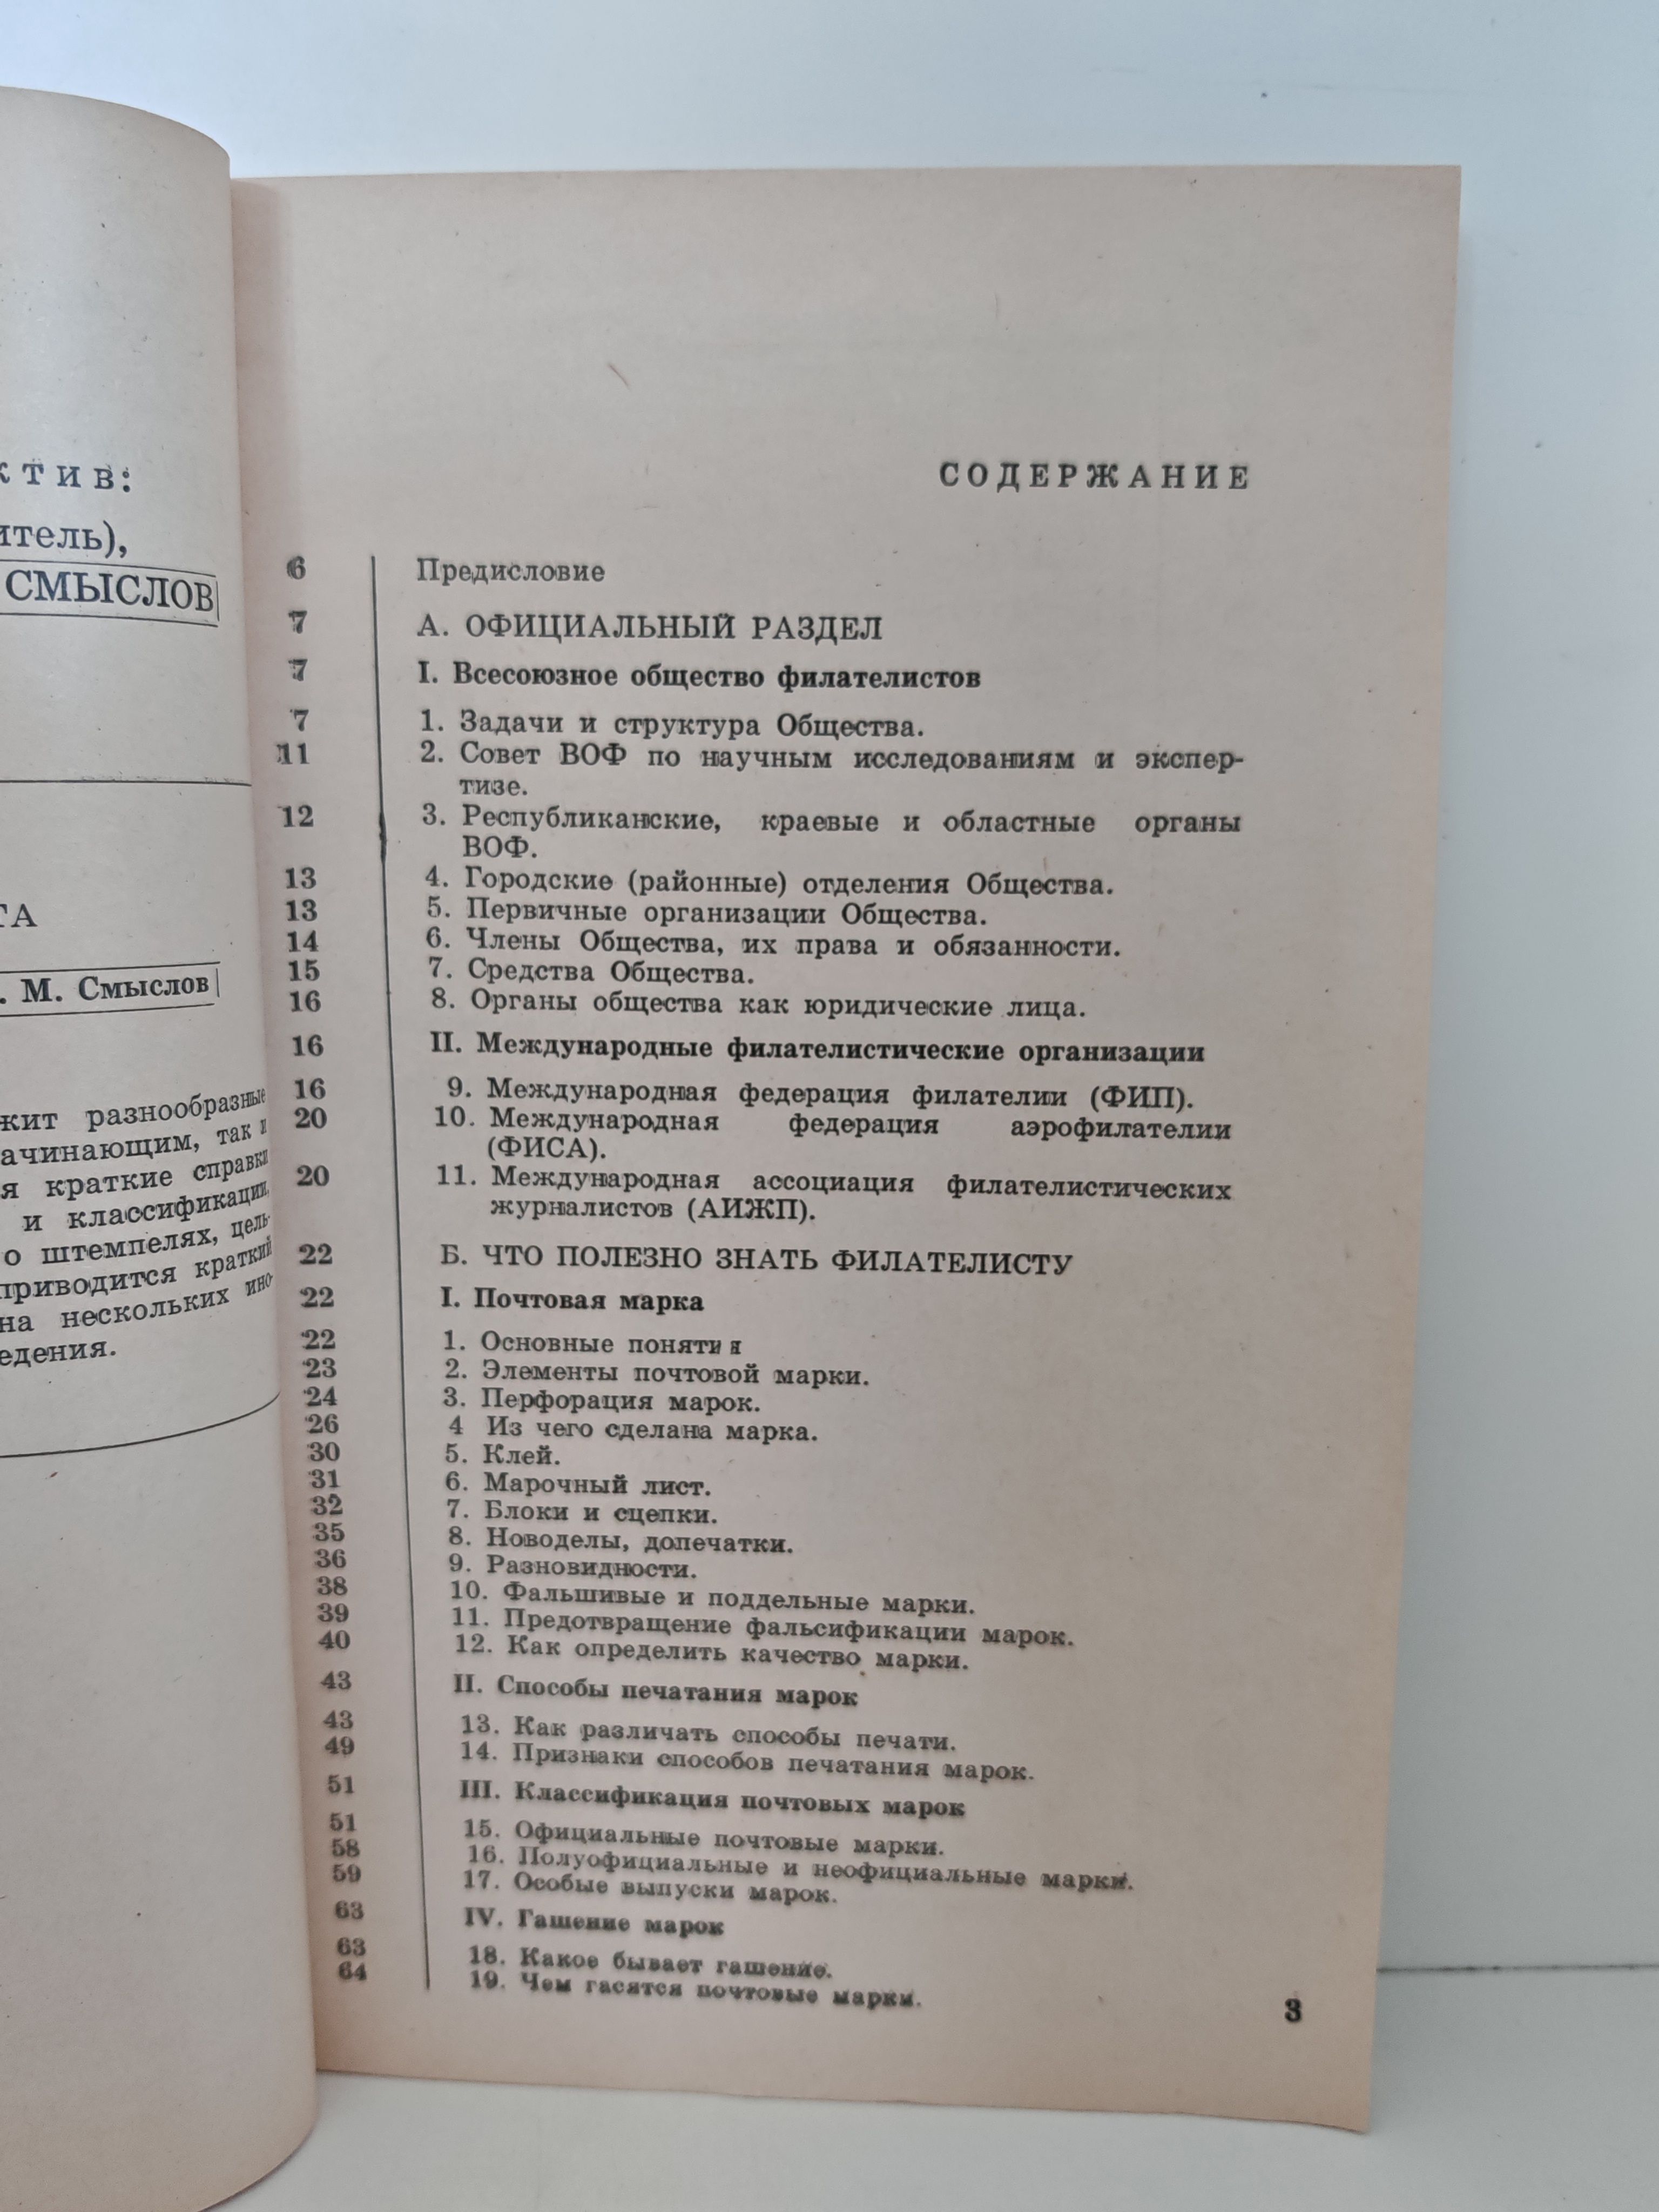 тив:
итель),
СМЫСЛОВ
ТА
. М. Смыслов
жит разнообразные
ачинающим, так и
я краткие справки
и классификации,
о штемпелях, цель-
приводится краткий
на нескольких ино-
едения.
СОДЕРЖАНИЕ
6 Предисловие
7 А. ОФИЦИАЛЬНЫЙ РАЗДЕЛ
7 I. Всесоюзное общество филателистов
7 1. Задачи и структура Общества.
11 2. Совет ВОФ по научным исследованиям и экспер-
тизе.
12 3. Республиканские, краевые и областные органы
ВОФ.
13 4. Городские (районные) отделения Общества.
13 5. Первичные организации Общества.
14 6. Члены Общества, их права и обязанности.
15 7. Средства Общества.
16 8. Органы общества как юридические лица.
16 II. Международные филателистические организации
16 9. Международная федерация филателии (ФИП).
20 10. Международная федерация аэрофилателии
(ФИСА).
20 11. Международная ассоциация филателистических
журналистов (АИЖП).
22 Б. ЧТО ПОЛЕЗНО ЗНАТЬ ФИЛАТЕЛИСТУ
22 I. Почтовая марка
22 1. Основные понятия
23 2. Элементы почтовой марки.
24 3. Перфорация марок.
26 4 Из чего сделана марка.
30 5. Клей.
31 6. Марочный лист.
32 7. Блоки и сцепки.
35 8. Новоделы, допечатки.
36 9. Разновидности.
38 10. Фальшивые и поддельные марки.
39 11. Предотвращение фальсификации марок.
40 12. Как определить качество марки.
43 II. Способы печатания марок
43 13. Как различать способы печати.
49 14. Признаки способов печатания марок.
51 III. Классификация почтовых марок
51 15. Официальные почтовые марки.
58 16. Полуофициальные и неофициальные марки.
59 17. Особые выпуски марок.
63 IV. Гашение марок
63 18. Какое бывает гашение.
64 19. Чем гасятся почтовые марки.
3